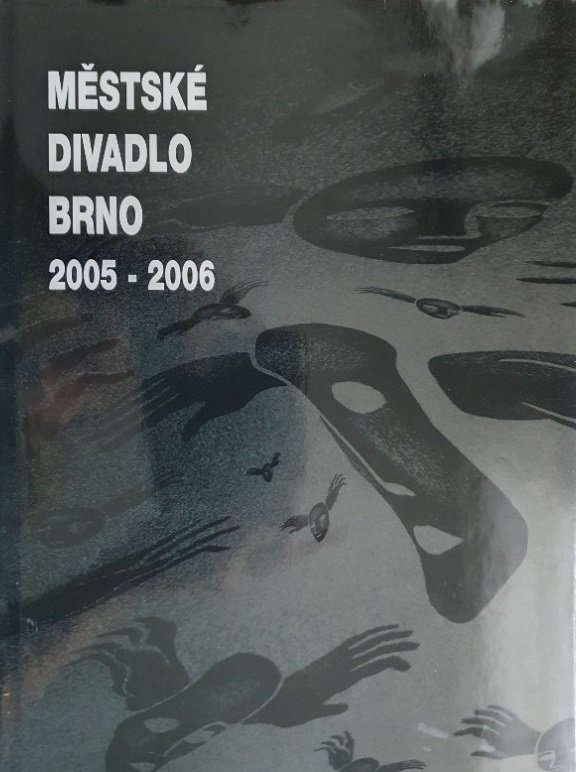 MĚSTSKÉ
DIVADLO
BRNO
2005 - 2006